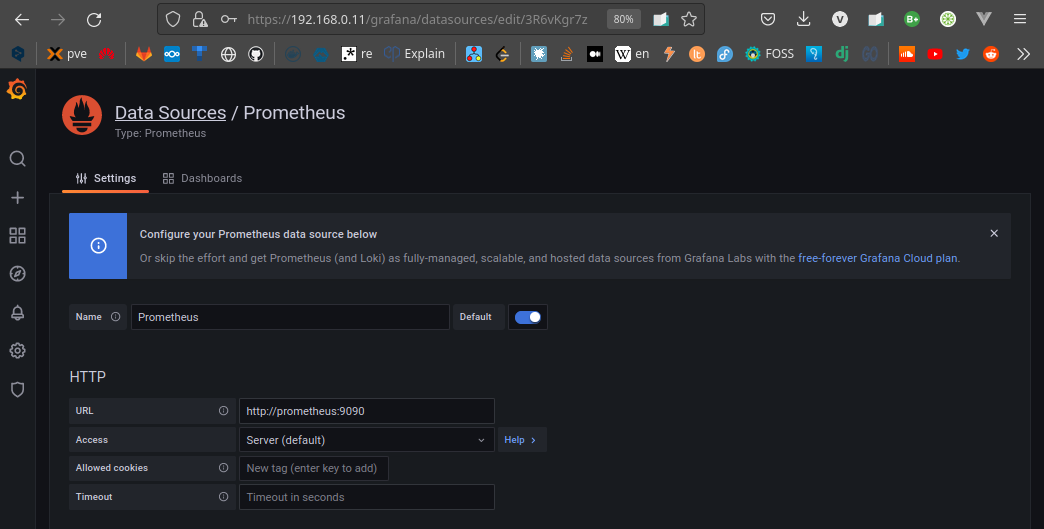 https://192.168.0.11/grafana/datasources/edit/3R6vKgr7z 80%
pve re Explain en FOSS
Data Sources / Prometheus
Type: Prometheus
Settings Dashboards
Configure your Prometheus data source below
Or skip the effort and get Prometheus (and Loki) as fully-managed, scalable, and hosted data sources from Grafana Labs with the free-forever Grafana Cloud plan.
Name Prometheus Default
HTTP
URL http://prometheus:9090
Access Server (default) Help >
Allowed cookies New tag (enter key to add)
Timeout Timeout in seconds